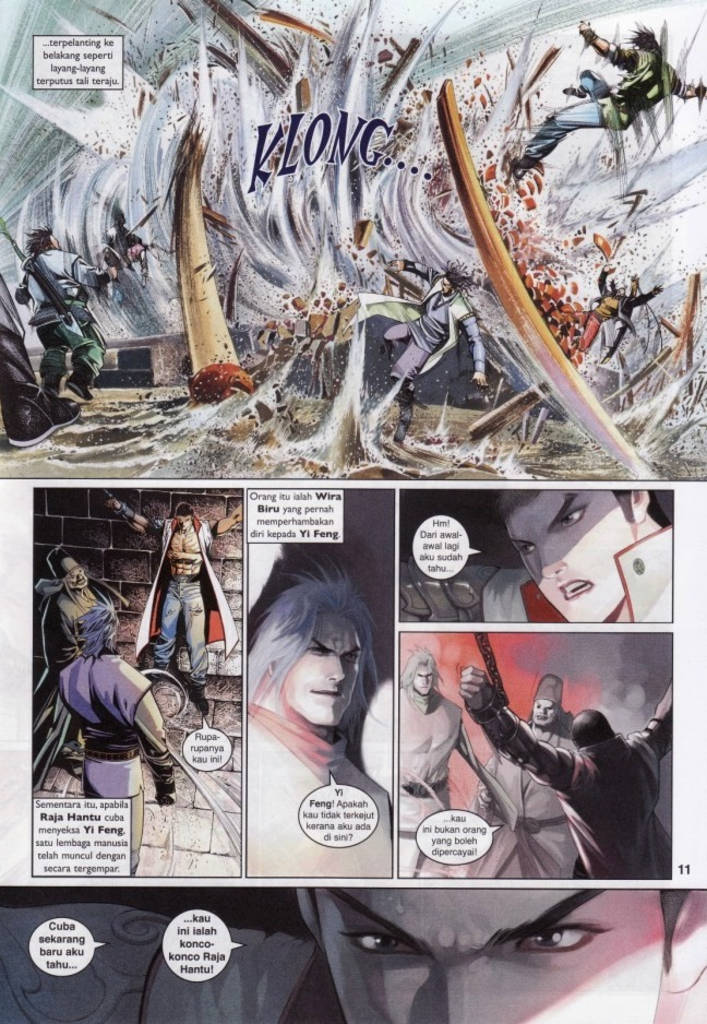 ...terpelanting ke
belakang seperti
layang-layang
terputus tali teraju.
KLONG....
Rupa-
rupanya
kau ini!
Sementara itu, apabila
Raja Hantu cuba
menyeksa Yi Feng,
satu lembaga manusia
telah muncul dengan
secara tergempar.
Orang itu ialah Wira
Biru yang pernah
memperhambakan
diri kepada Yi Feng.
Yi
Feng! Apakah
kau tidak terkejut
kerana aku ada
di sini?
Hm!
Dari awal-
awal lagi
aku sudah
tahu...
...kau
ini bukan orang
yang boleh
dipercayai!
11
Cuba
sekarang
baru aku
tahu...
...kau
ini ialah
konco-
konco Raja
Hantu!